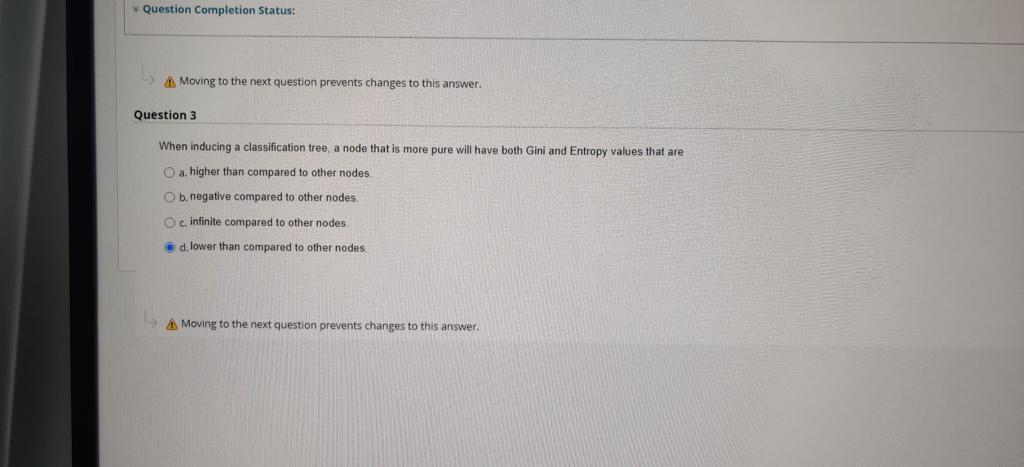 Question Completion Status:
Moving to the next question prevents changes to this answer.
Question 3
When inducing a classification tree, a node that is more pure will have both Gini and Entropy values that are
a. higher than compared to other nodes.
b. negative compared to other nodes.
c. infinite compared to other nodes.
d. lower than compared to other nodes.
Moving to the next question prevents changes to this answer.